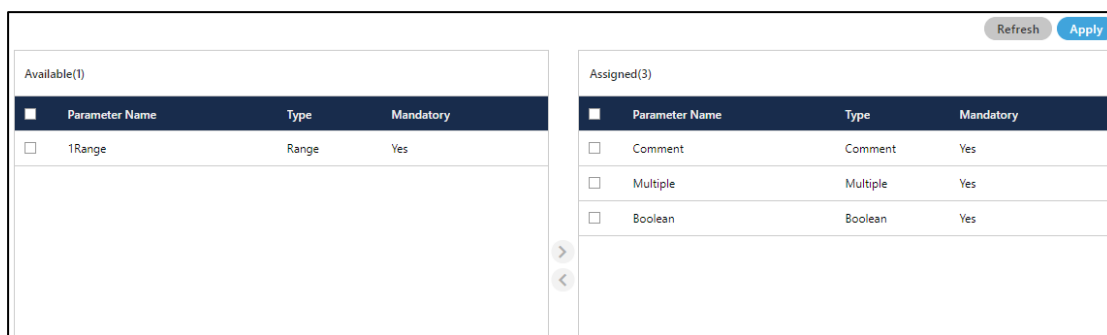 Refresh Apply
Available(1)
Parameter Name Type Mandatory
1Range Range Yes
Assigned(3)
Parameter Name Type Mandatory
Comment Comment Yes
Multiple Multiple Yes
Boolean Boolean Yes